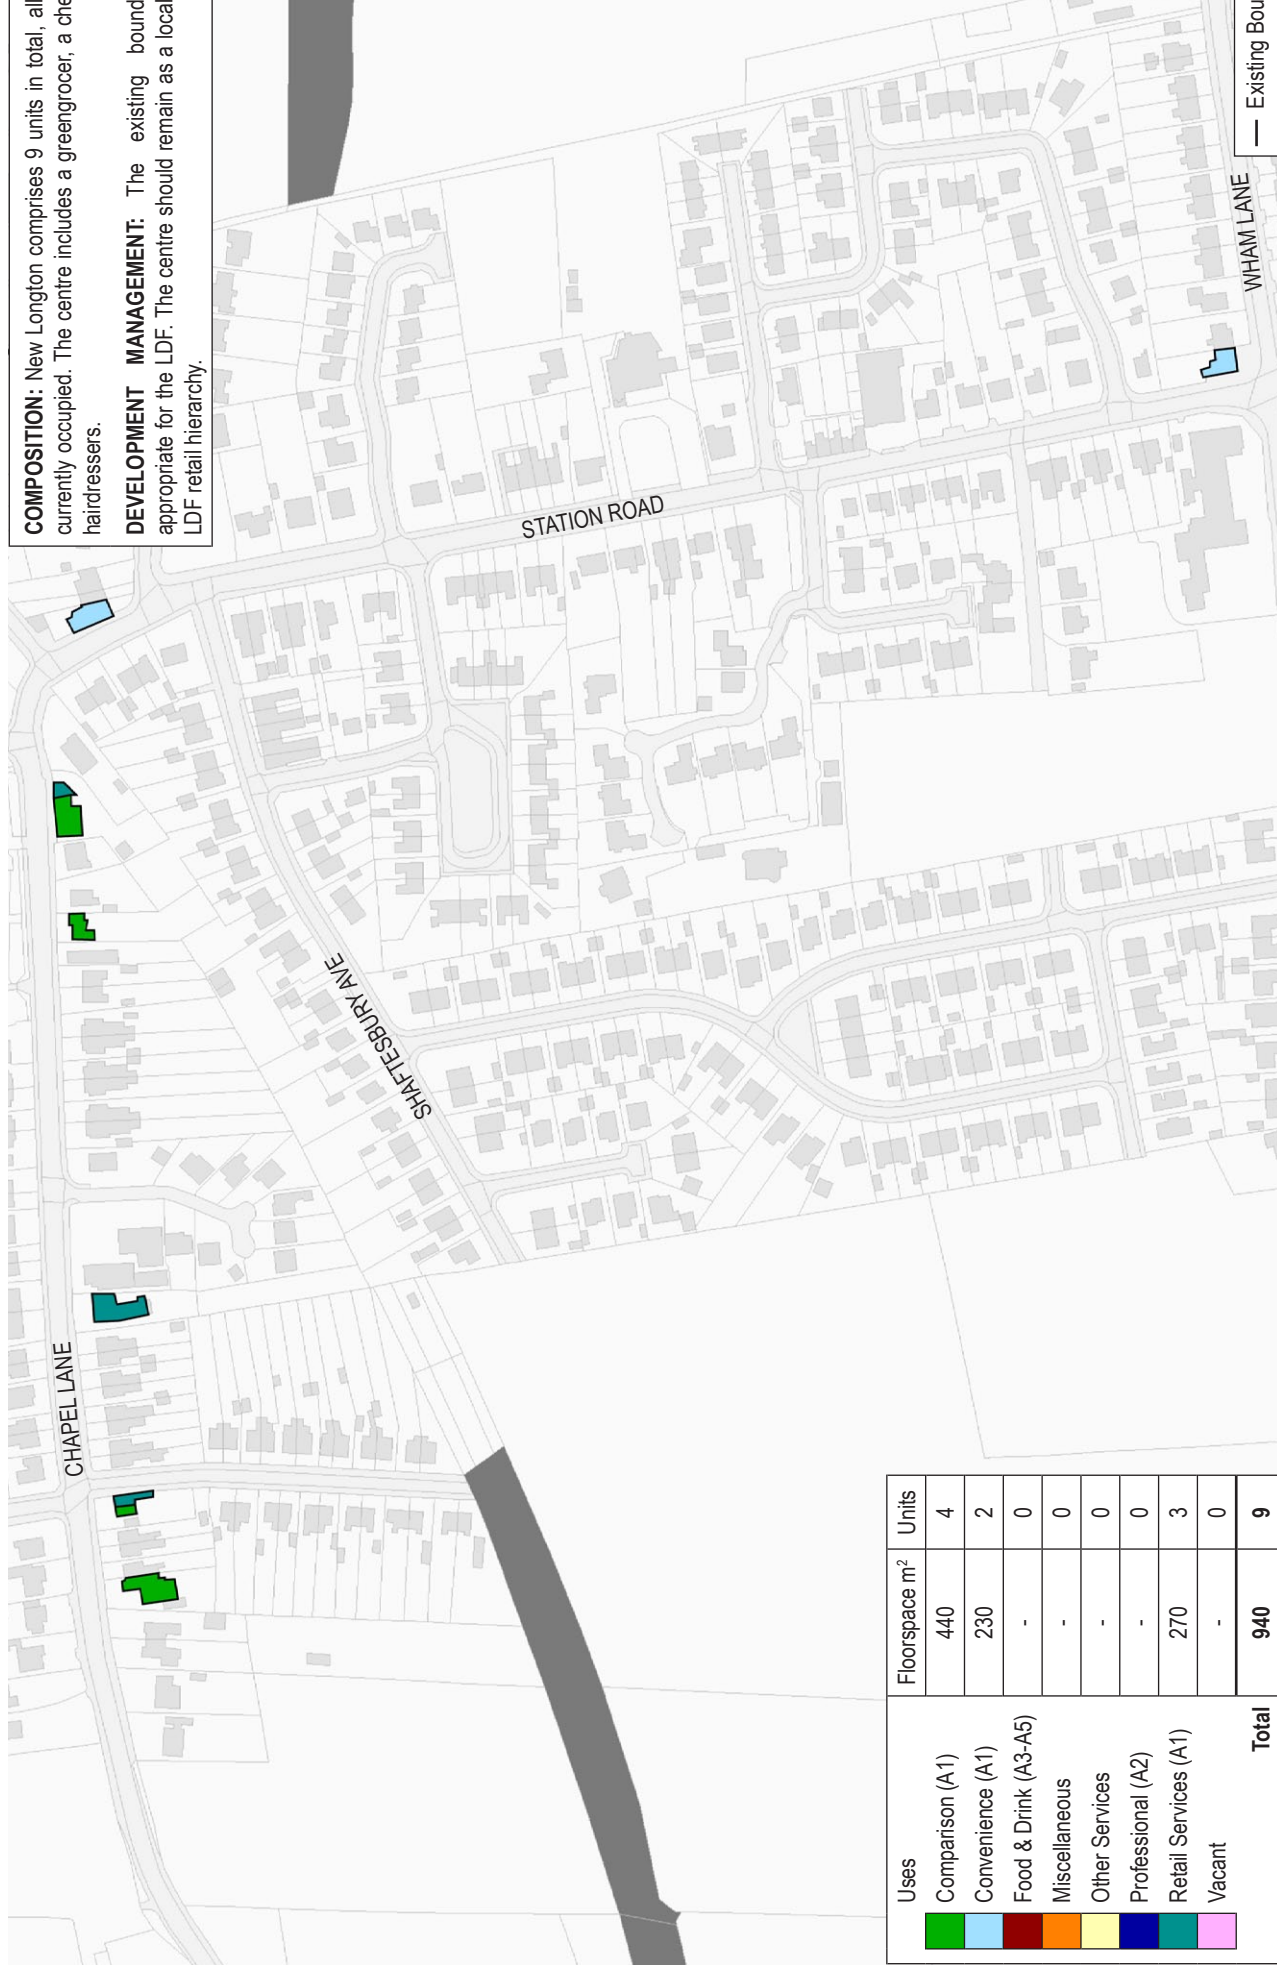 COMPOSITION: New Longton comprises 9 units in total, all
currently occupied. The centre includes a greengrocer, a che
hairdressers.
DEVELOPMENT MANAGEMENT: The existing bound
appropriate for the LDF. The centre should remain as a local
LDF retail hierarchy.
CHAPEL LANE
SHAFTESBURY AVE
STATION ROAD
WHAM LANE
Existing Bou
Uses Floorspace m² Units
Comparison (A1) 440 4
Convenience (A1) 230 2
Food & Drink (A3-A5) - 0
Miscellaneous - 0
Other Services - 0
Professional (A2) - 0
Retail Services (A1) 270 3
Vacant - 0
Total 940 9